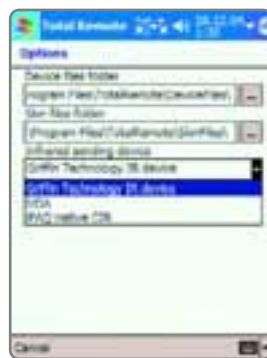 Total Remote
Options
Device files folder
\Program Files\TotalRemote\DeviceFiles\ ...
Skin files folder
\Program Files\TotalRemote\SkinFiles\ ...
Infrared sending device
Griffin Technology IR device
Griffin Technology IR device
IrDA
iPAQ native CIR
Cancel